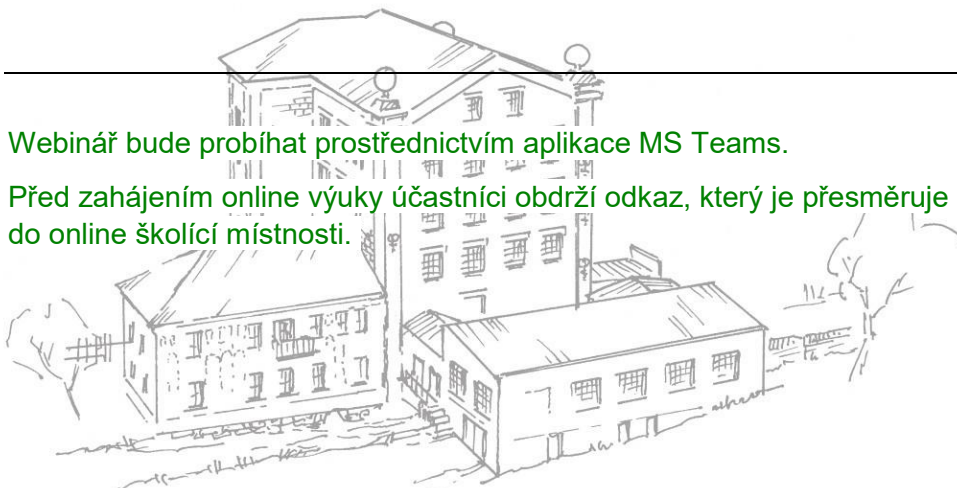 Webinář bude probíhat prostřednictvím aplikace MS Teams.
Před zahájením online výuky účastníci obdrží odkaz, který je přesměruje
do online školící místnosti.